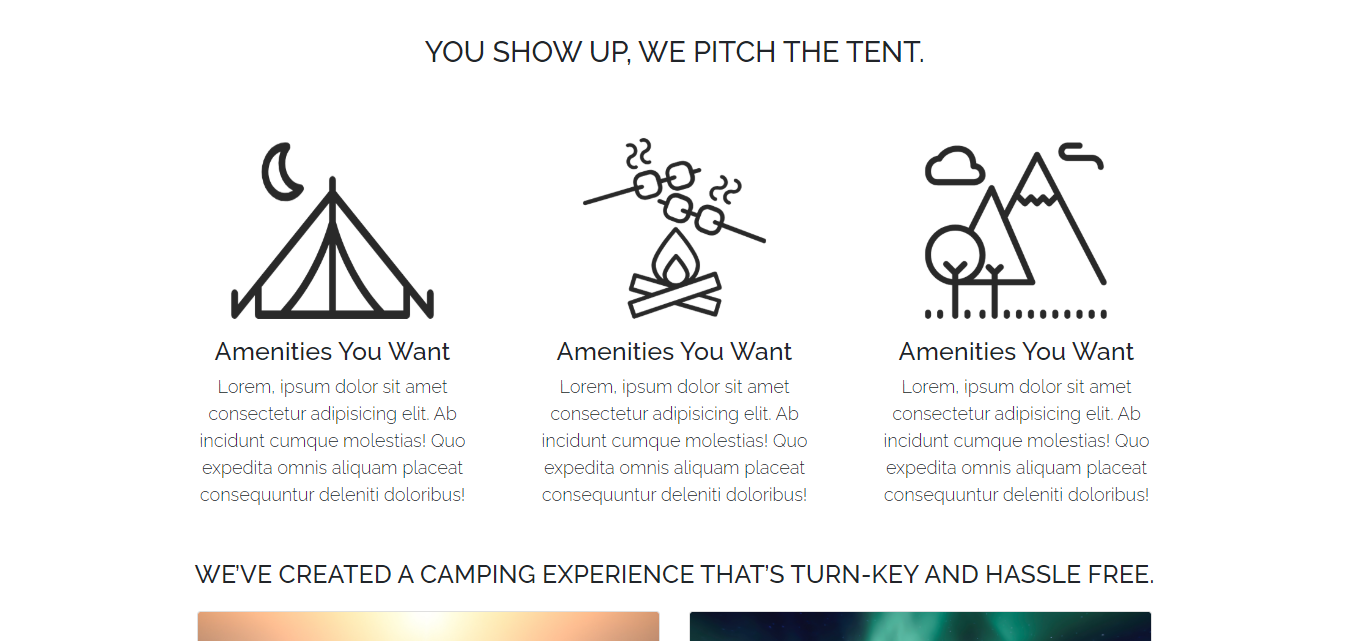 YOU SHOW UP, WE PITCH THE TENT.
Amenities You Want
Lorem, ipsum dolor sit amet
consectetur adipisicing elit. Ab
incidunt cumque molestias! Quo
expedita omnis aliquam placeat
consequuntur deleniti doloribus!
Amenities You Want
Lorem, ipsum dolor sit amet
consectetur adipisicing elit. Ab
incidunt cumque molestias! Quo
expedita omnis aliquam placeat
consequuntur deleniti doloribus!
Amenities You Want
Lorem, ipsum dolor sit amet
consectetur adipisicing elit. Ab
incidunt cumque molestias! Quo
expedita omnis aliquam placeat
consequuntur deleniti doloribus!
WE’VE CREATED A CAMPING EXPERIENCE THAT’S TURN-KEY AND HASSLE FREE.